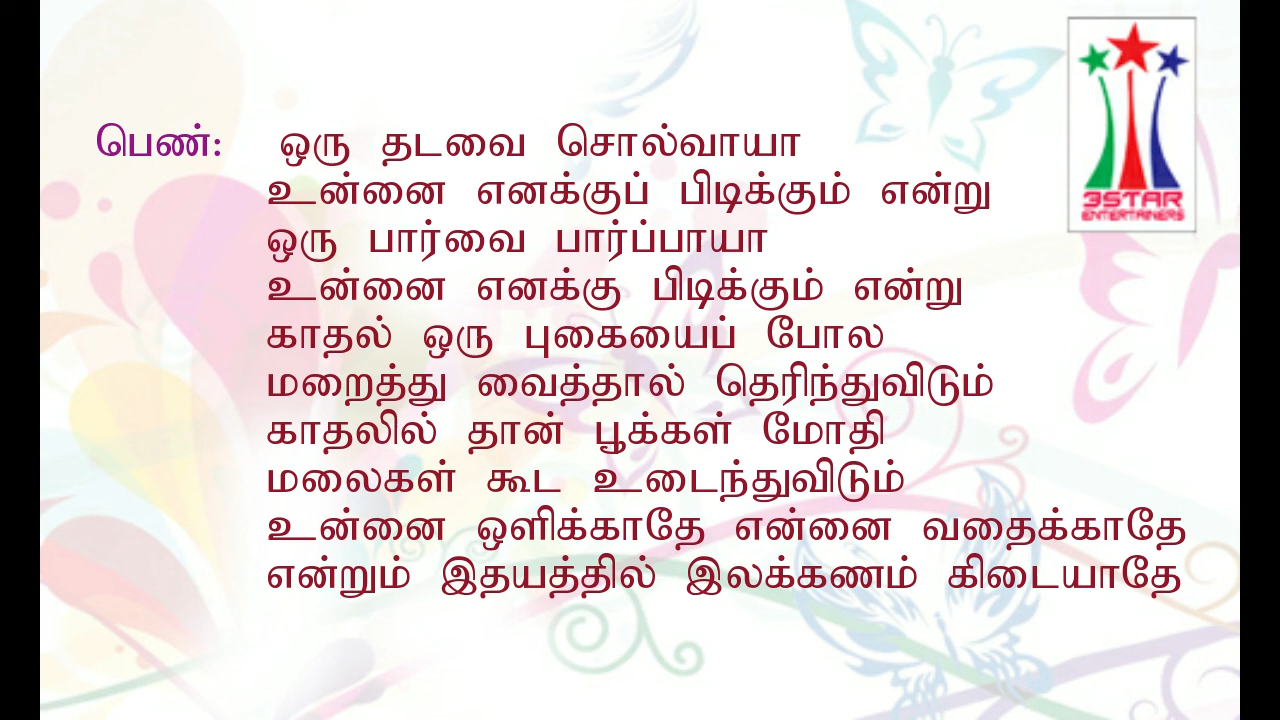 பெண்: ஒரு தடவை சொல்வாயா
உன்னை எனக்குப் பிடிக்கும் என்று
ஒரு பார்வை பார்ப்பாயா
உன்னை எனக்கு பிடிக்கும் என்று
காதல் ஒரு புகையைப் போல
மறைத்து வைத்தால் தெரிந்துவிடும்
காதலில் தான் பூக்கள் மோதி
மலைகள் கூட உடைந்துவிடும்
உன்னை ஒளிக்காதே என்னை வதைக்காதே
என்றும் இதயத்தில் இலக்கணம் கிடையாதே
3STAR
ENTERTAINERS